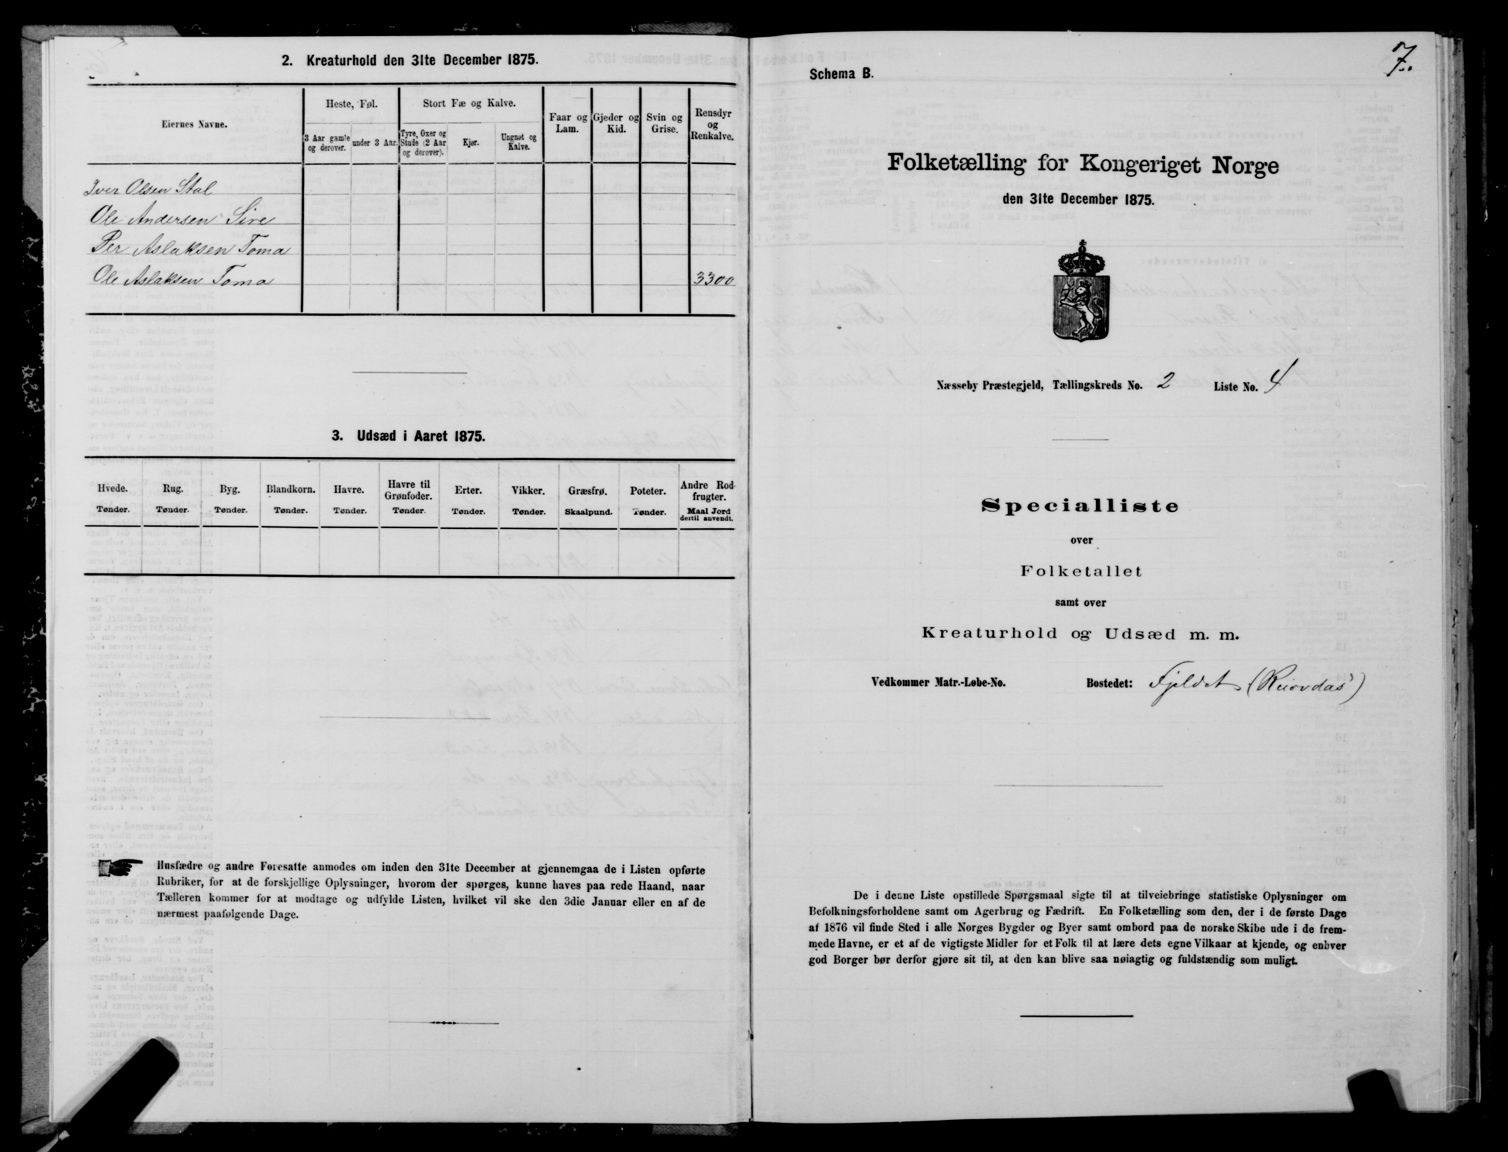 2. Kreaturhold den 31te December 1875.
Eiernes Navne.
Heste, Føl.
Stort Fæ og Kalve.
Faar og Lam.
Gjeder og Kid.
Svin og Grise.
Rensdyr og Renkalve.
3 Aar gamle og derover.
under 3 Aar.
Tyre, Oxer og Stude (2 Aar og derover).
Kjør.
Ungnøt og Kalve.
Iver Olsen Stal
Ole Andersen Sire
Per Aslaksen Toma
Ole Aslaksen Toma 3300
3. Udsæd i Aaret 1875.
Hvede. Rug. Byg. Blandkorn. Havre. Havre til Grønfoder. Erter. Vikker. Græsfrø. Poteter. Andre Rodfrugter.
Tønder. Tønder. Tønder. Tønder. Tønder. Tønder. Tønder. Tønder. Skaalpund. Tønder. Maal Jord dertil anvendt.
Husfædre og andre Foresatte anmodes om inden den 31te December at gjennemgaa de i Listen opførte
Rubriker, for at de forskjellige Oplysninger, hvorom der spørges, kunne haves paa rede Haand, naar
Tælleren kommer for at modtage og udfylde Listen, hvilket vil ske den 3die Januar eller en af de
nærmest paafølgende Dage.
7.
Schema B.
Folketælling for Kongeriget Norge
den 31te December 1875.
Næsseby Præstegjeld, Tællingskreds No. 2 Liste No. 4
Specialliste
over
Folketallet
samt over
Kreaturhold og Udsæd m. m.
Vedkommer Matr.-Løbe-No. Bostedet: Fjeldet
De i denne Liste opstillede Spørgsmaal sigte til at tilveiebringe statistiske Oplysninger om
Befolkningsforholdene samt om Agerbrug og Fædrift. En Folketælling som den, der i de første Dage
af 1876 vil finde Sted i alle Norges Bygder og Byer samt ombord paa de norske Skibe ude i de frem-
mede Havne, er et af de vigtigste Midler for et Folk til at lære dets egne Vilkaar at kjende, og enhver
god Borger bør derfor gjøre sit til, at den kan blive saa nøiagtig og fuldstændig som muligt.